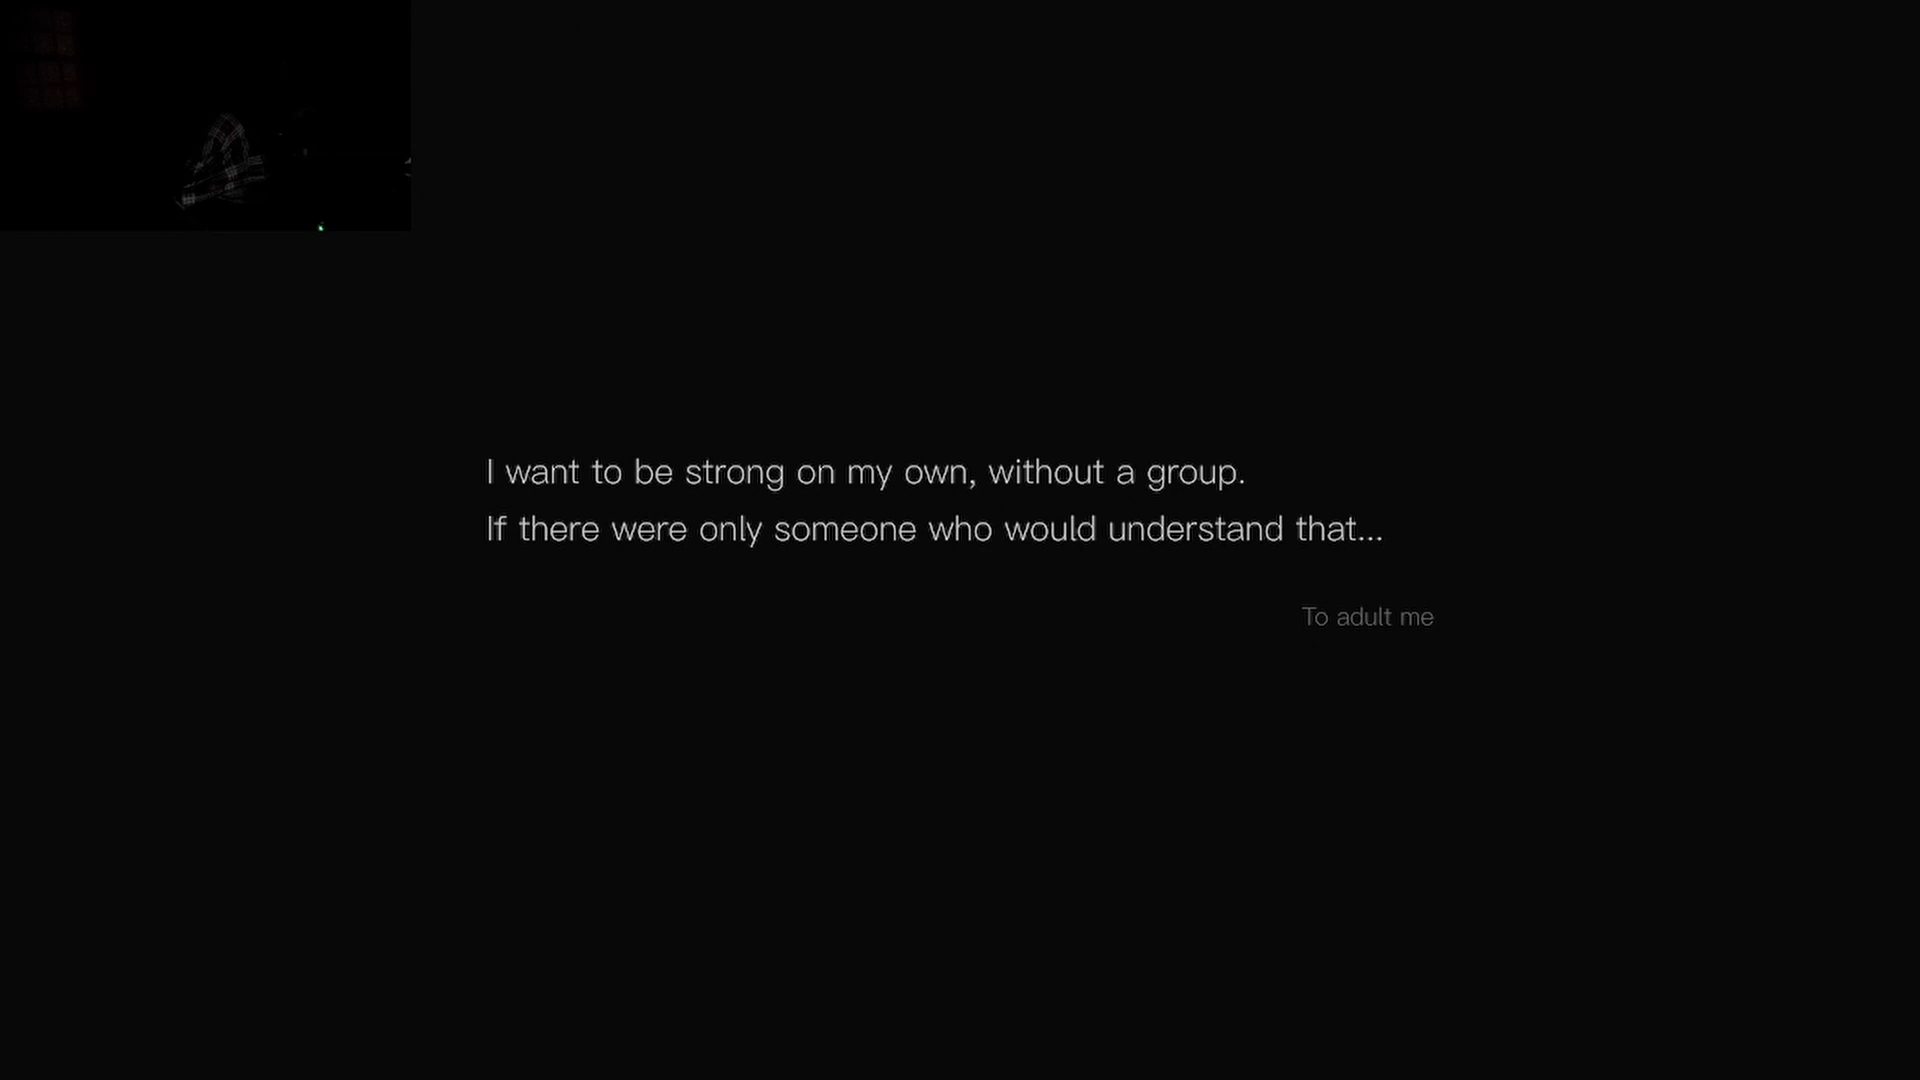 I want to be strong on my own, without a group.
If there were only someone who would understand that...
To adult me